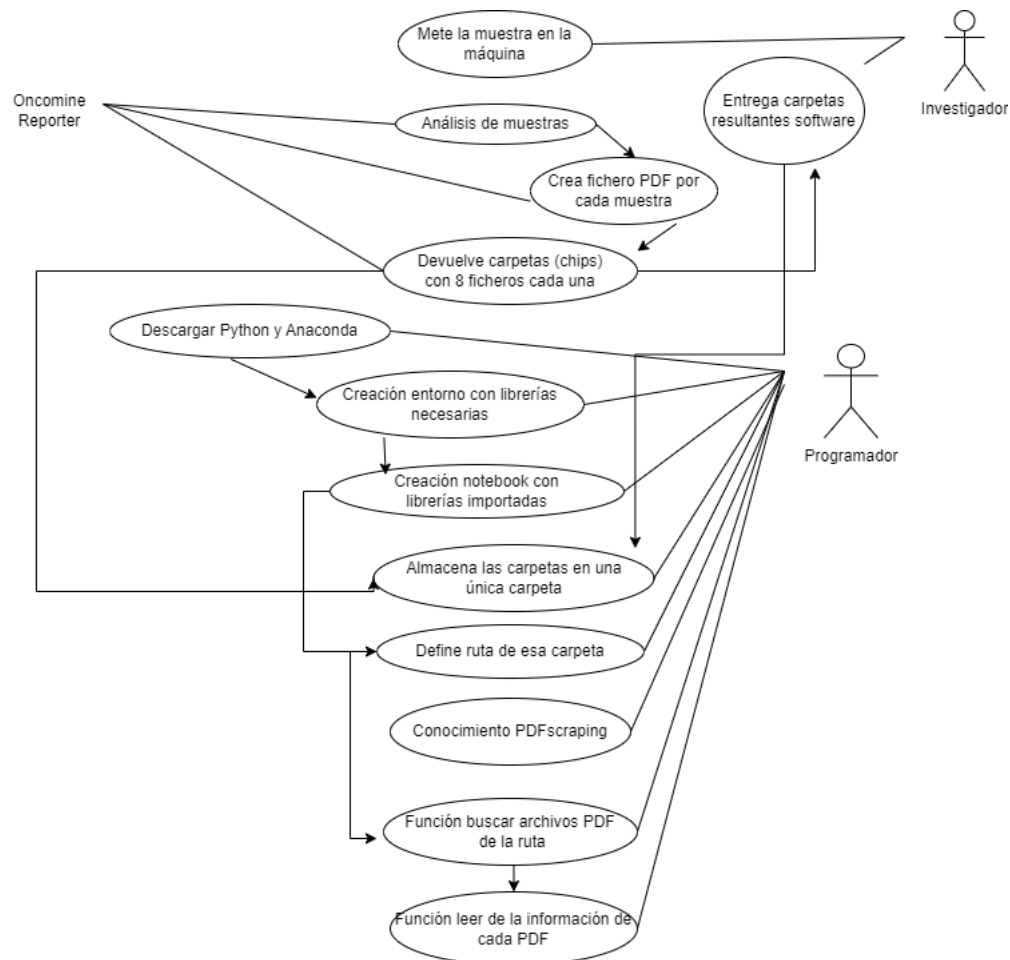 Mete la muestra en la
máquina
Investigador
Oncomine
Reporter
Entrega carpetas
resultantes software
Análisis de muestras
Crea fichero PDF por
cada muestra
Devuelve carpetas (chips)
con 8 ficheros cada una
Descargar Python y Anaconda
Creación entorno con librerías
necesarias
Programador
Creación notebook con
librerías importadas
Almacena las carpetas en una
única carpeta
Define ruta de esa carpeta
Conocimiento PDFscraping
Función buscar archivos PDF
de la ruta
Función leer de la información de
cada PDF